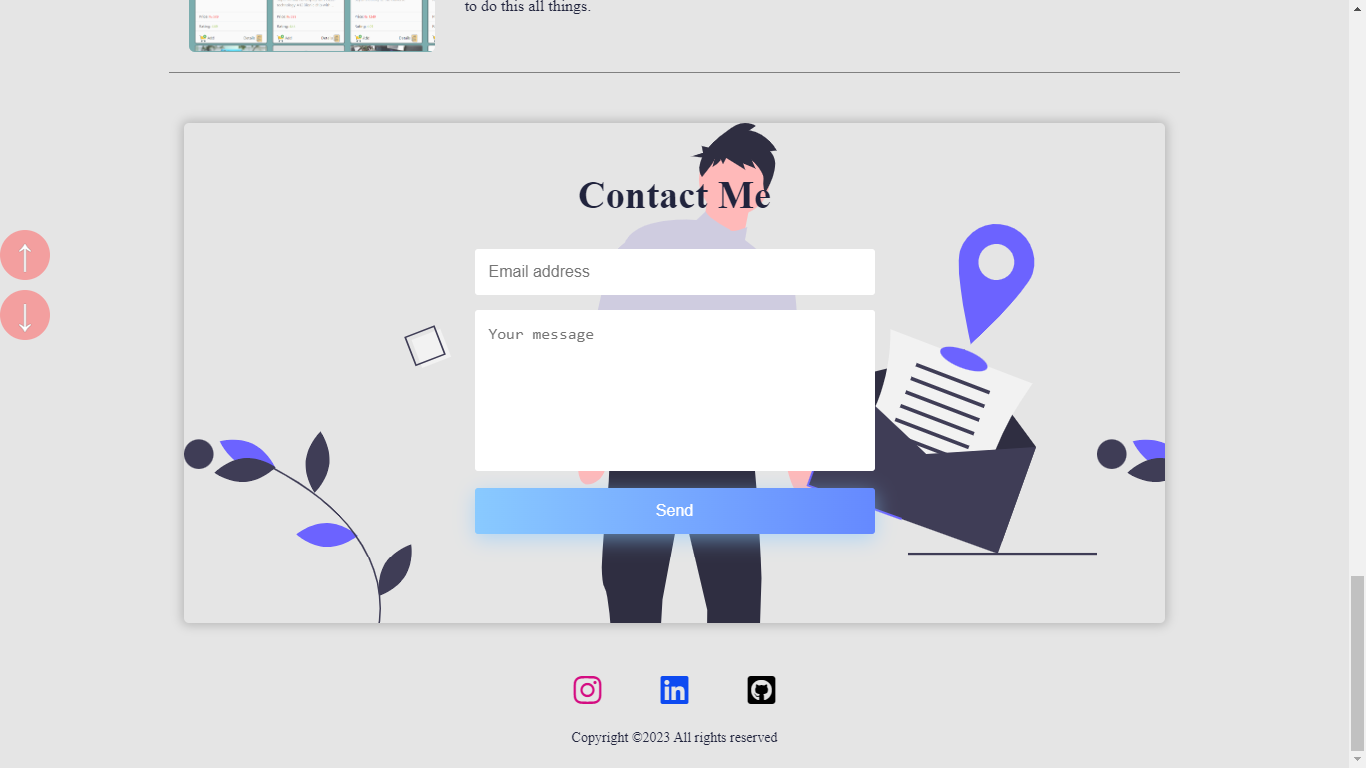 to do this all things.
Contact Me
Email address
Your message
Send
Copyright ©2023 All rights reserved